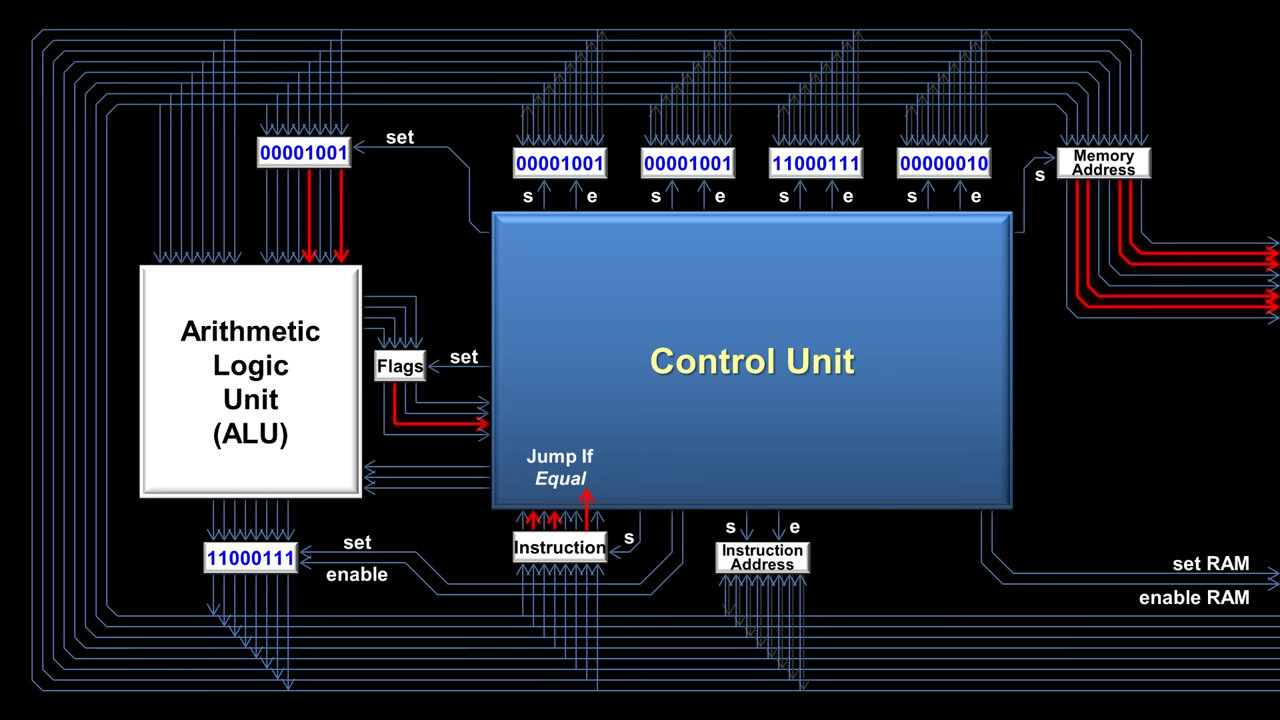 set
00001001
00001001
00001001
11000111
00000010
Memory
Address
s
s
e
s
e
s
e
s
e
Arithmetic
Logic
Unit
(ALU)
Flags
set
Control Unit
Jump If
Equal
Instruction
s
s
e
Instruction
Address
11000111
set
enable
set RAM
enable RAM